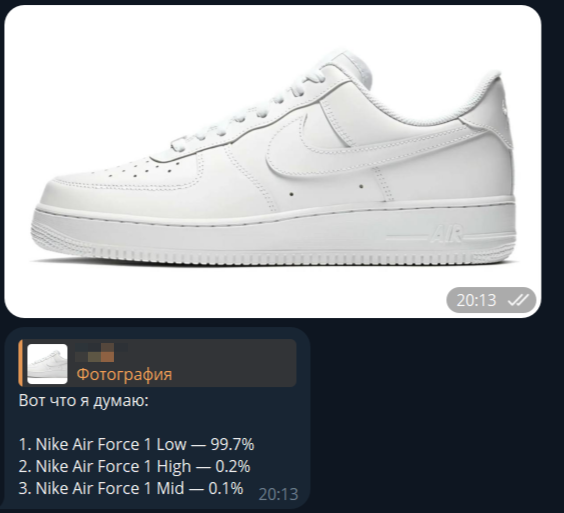 AIR
20:13
Фотография
Вот что я думаю:
1. Nike Air Force 1 Low — 99.7%
2. Nike Air Force 1 High — 0.2%
3. Nike Air Force 1 Mid — 0.1%
20:13